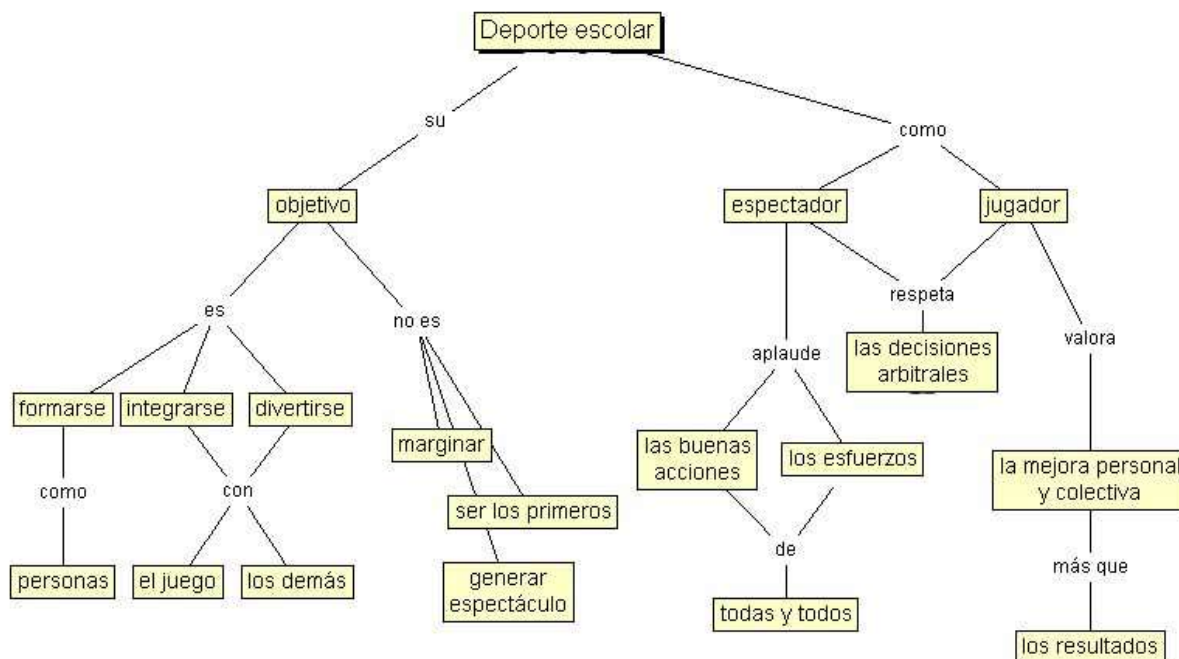 Deporte escolar
su
como
objetivo
espectador
jugador
es
no es
respeta
aplaude
las decisiones
arbitrales
valora
formarse
integrarse
divertirse
marginar
las buenas
acciones
los esfuerzos
la mejora personal
y colectiva
como
con
ser los primeros
de
más que
personas
el juego
los demás
generar
espectáculo
todas y todos
los resultados